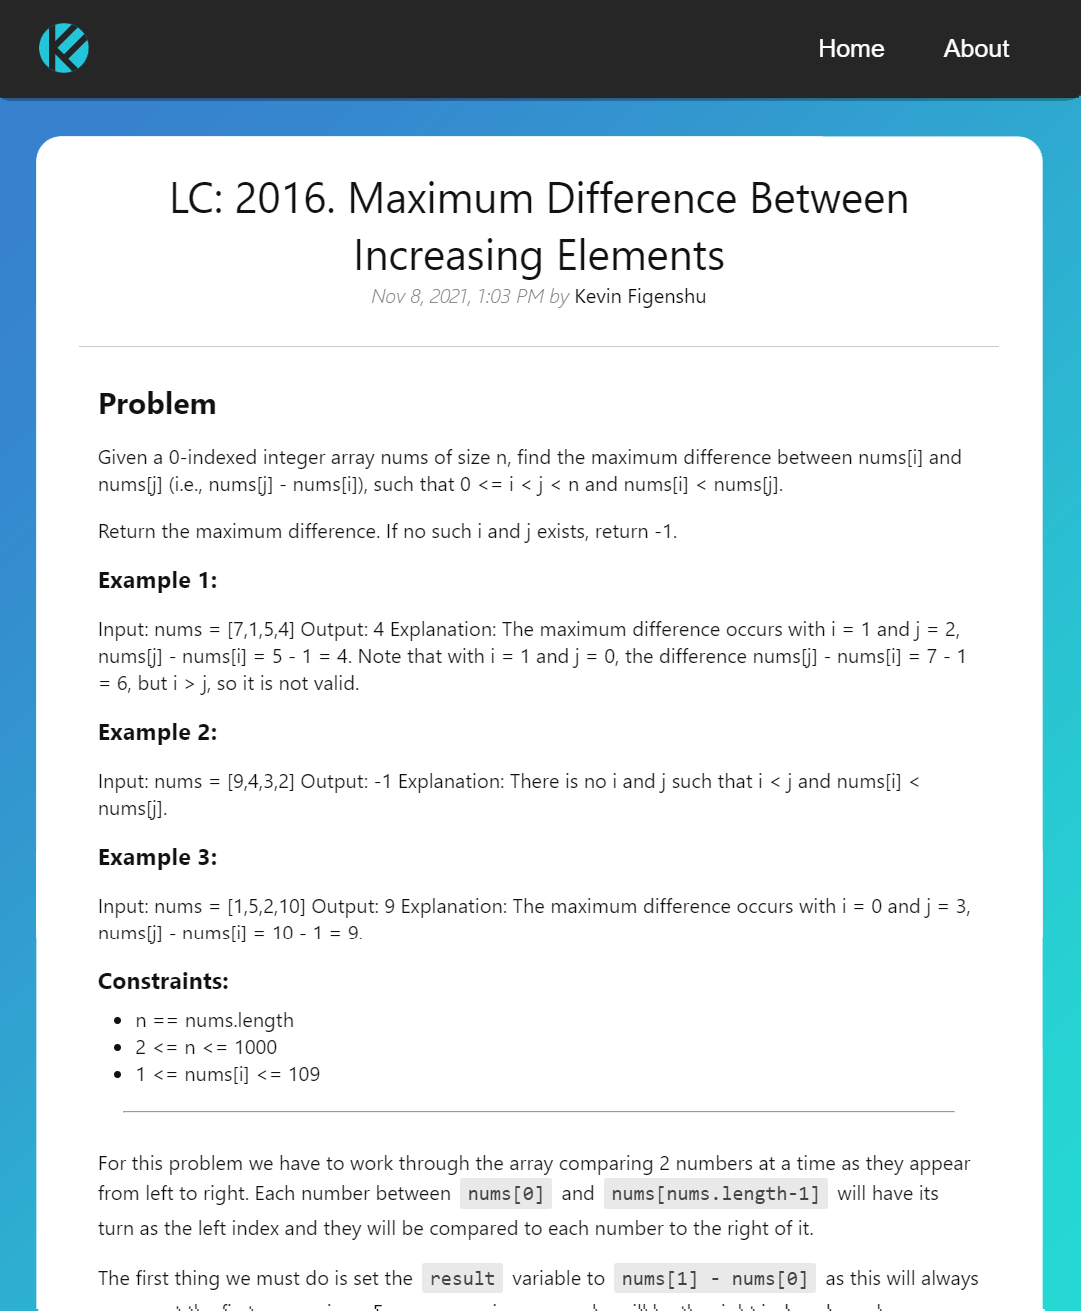 Home About
LC: 2016. Maximum Difference Between
Increasing Elements
Nov 8, 2021, 1:03 PM by Kevin Figenshu
Problem
Given a 0-indexed integer array nums of size n, find the maximum difference between nums[i] and
nums[j] (i.e., nums[j] - nums[i]), such that 0 <= i < j < n and nums[i] < nums[j].
Return the maximum difference. If no such i and j exists, return -1.
Example 1:
Input: nums = [7,1,5,4] Output: 4 Explanation: The maximum difference occurs with i = 1 and j = 2,
nums[j] - nums[i] = 5 - 1 = 4. Note that with i = 1 and j = 0, the difference nums[j] - nums[i] = 7 - 1
= 6, but i > j, so it is not valid.
Example 2:
Input: nums = [9,4,3,2] Output: -1 Explanation: There is no i and j such that i < j and nums[i] <
nums[j].
Example 3:
Input: nums = [1,5,2,10] Output: 9 Explanation: The maximum difference occurs with i = 0 and j = 3,
nums[j] - nums[i] = 10 - 1 = 9.
Constraints:
• n == nums.length
• 2 <= n <= 1000
• 1 <= nums[i] <= 109
For this problem we have to work through the array comparing 2 numbers at a time as they appear
from left to right. Each number between nums[0] and nums[nums.length-1] will have its
turn as the left index and they will be compared to each number to the right of it.
The first thing we must do is set the result variable to nums[1] - nums[0] as this will always